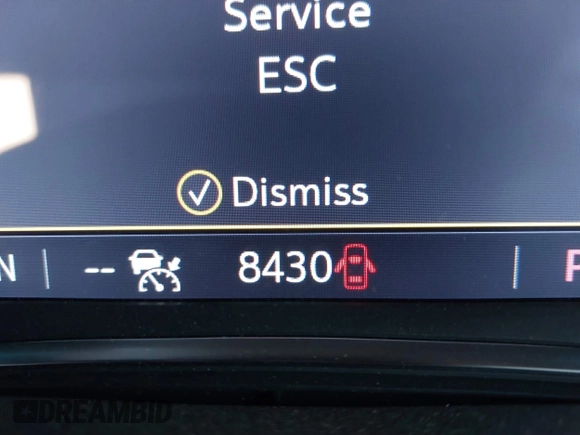 Service
ESC
Dismiss
N -- 8430 P
DREAMBID